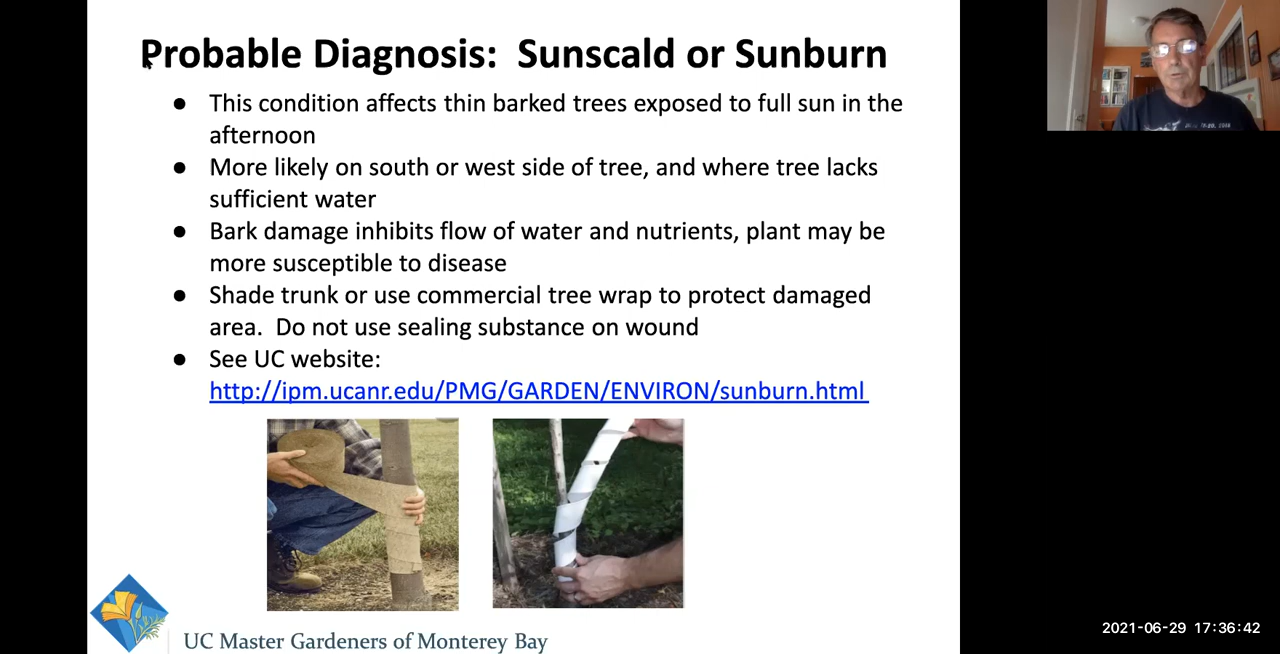 Probable Diagnosis:  Sunscald or Sunburn
● This condition affects thin barked trees exposed to full sun in the
afternoon
● More likely on south or west side of tree, and where tree lacks
sufficient water
● Bark damage inhibits flow of water and nutrients, plant may be
more susceptible to disease
● Shade trunk or use commercial tree wrap to protect damaged
area.  Do not use sealing substance on wound
● See UC website:
http://ipm.ucanr.edu/PMG/GARDEN/ENVIRON/sunburn.html
UC Master Gardeners of Monterey Bay
2021-06-29 17:36:42